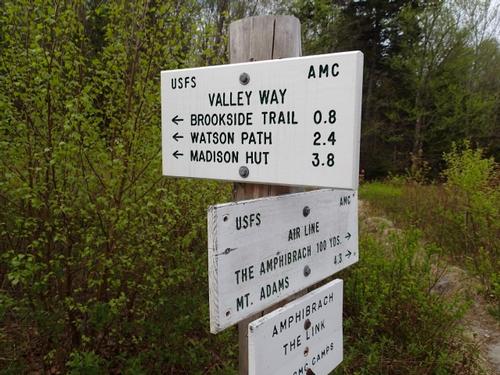 USFS AMC
VALLEY WAY
← BROOKSIDE TRAIL 0.8
← WATSON PATH 2.4
← MADISON HUT 3.8
USFS AMC
AIR LINE
THE AMPHIBRACH 100 YDS. →
MT. ADAMS 4.3 →
AMPHIBRACH
THE LINK
CAMPS